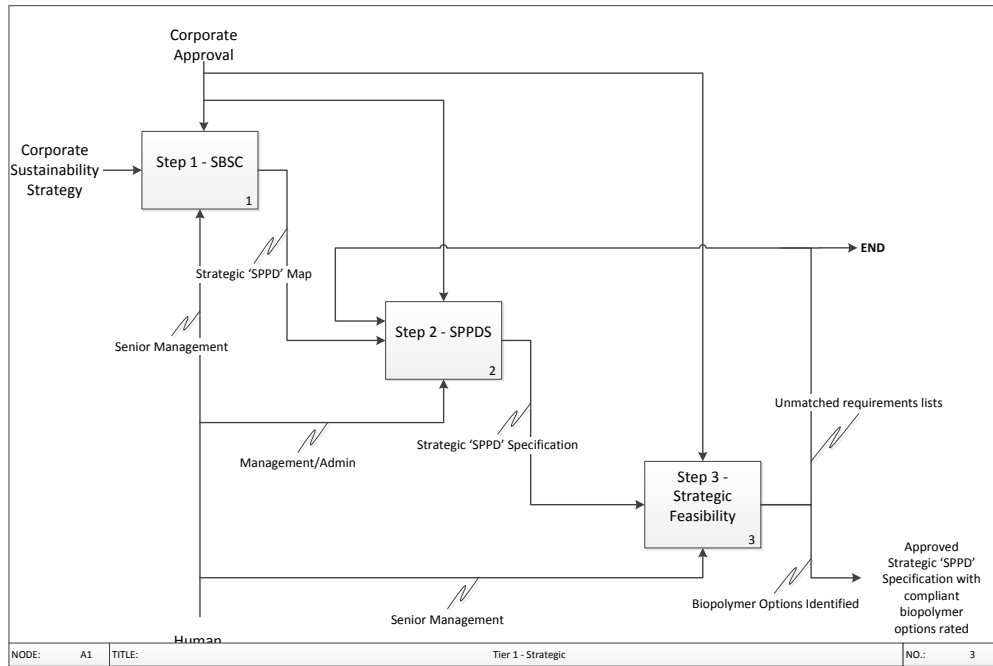 Corporate
Approval
Corporate
Sustainability
Strategy
Step 1 - SBSC
1
Strategic ‘SPPD’ Map
END
Senior Management
Step 2 - SPPDS
2
Unmatched requirements lists
Management/Admin
Strategic ‘SPPD’ Specification
Step 3 -
Strategic
Feasibility
3
Approved
Strategic ‘SPPD’
Specification with
compliant
biopolymer
options rated
Biopolymer Options Identified
Senior Management
Human
NODE: A1 TITLE: Tier 1 - Strategic NO.: 3